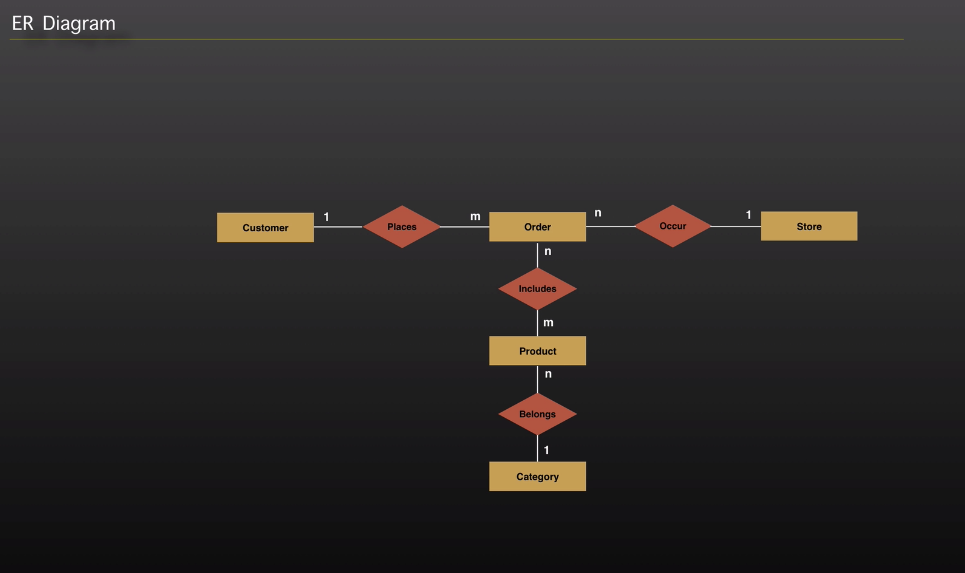 ER Diagram
1 m n 1
Customer Places Order Occur Store
n
Includes
m
Product
n
Belongs
1
Category